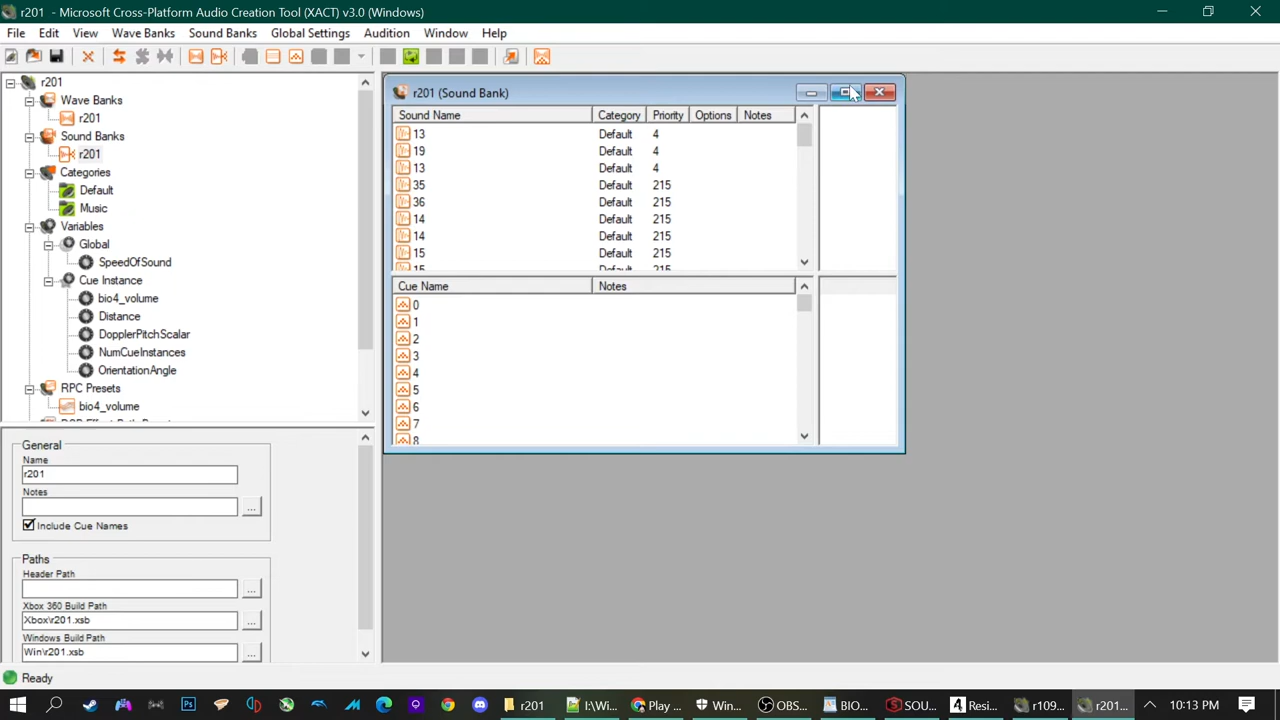 r201 - Microsoft Cross-Platform Audio Creation Tool (XACT) v3.0 (Windows)
File Edit View Wave Banks Sound Banks Global Settings Audition Window Help
r201
Wave Banks
r201
Sound Banks
r201
Categories
Default
Music
Variables
Global
SpeedOfSound
Cue Instance
bio4_volume
Distance
DopplerPitchScalar
NumCueInstances
OrientationAngle
RPC Presets
bio4_volume
General
Name
r201
Notes
...
Include Cue Names
Paths
Header Path
...
Xbox 360 Build Path
Xbox\r201.xsb
...
Windows Build Path
Win\r201.xsb
...
r201 (Sound Bank)
Sound Name Category Priority Options Notes
13 Default 4
19 Default 4
13 Default 4
35 Default 215
36 Default 215
14 Default 215
14 Default 215
15 Default 215
15 Default 215
Cue Name Notes
0
1
2
3
4
5
6
7
8
Ready
r201 I:\Wi... Play ... Win... OBS... BIO... SOU... Resi... r109... r201... 10:13 PM